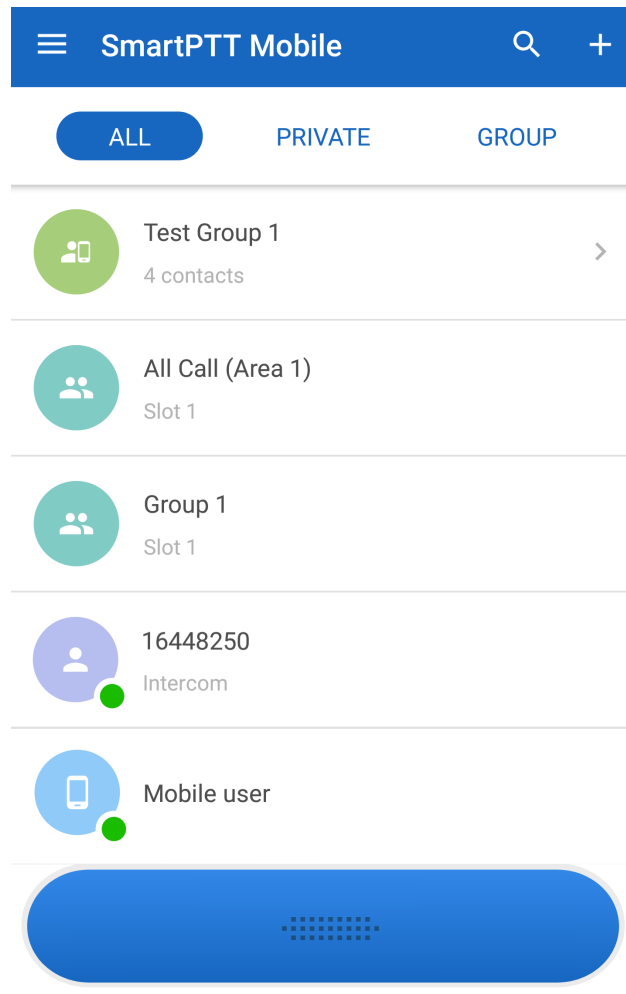 SmartPTT Mobile
ALL PRIVATE GROUP
Test Group 1
4 contacts
All Call (Area 1)
Slot 1
Group 1
Slot 1
16448250
Intercom
Mobile user